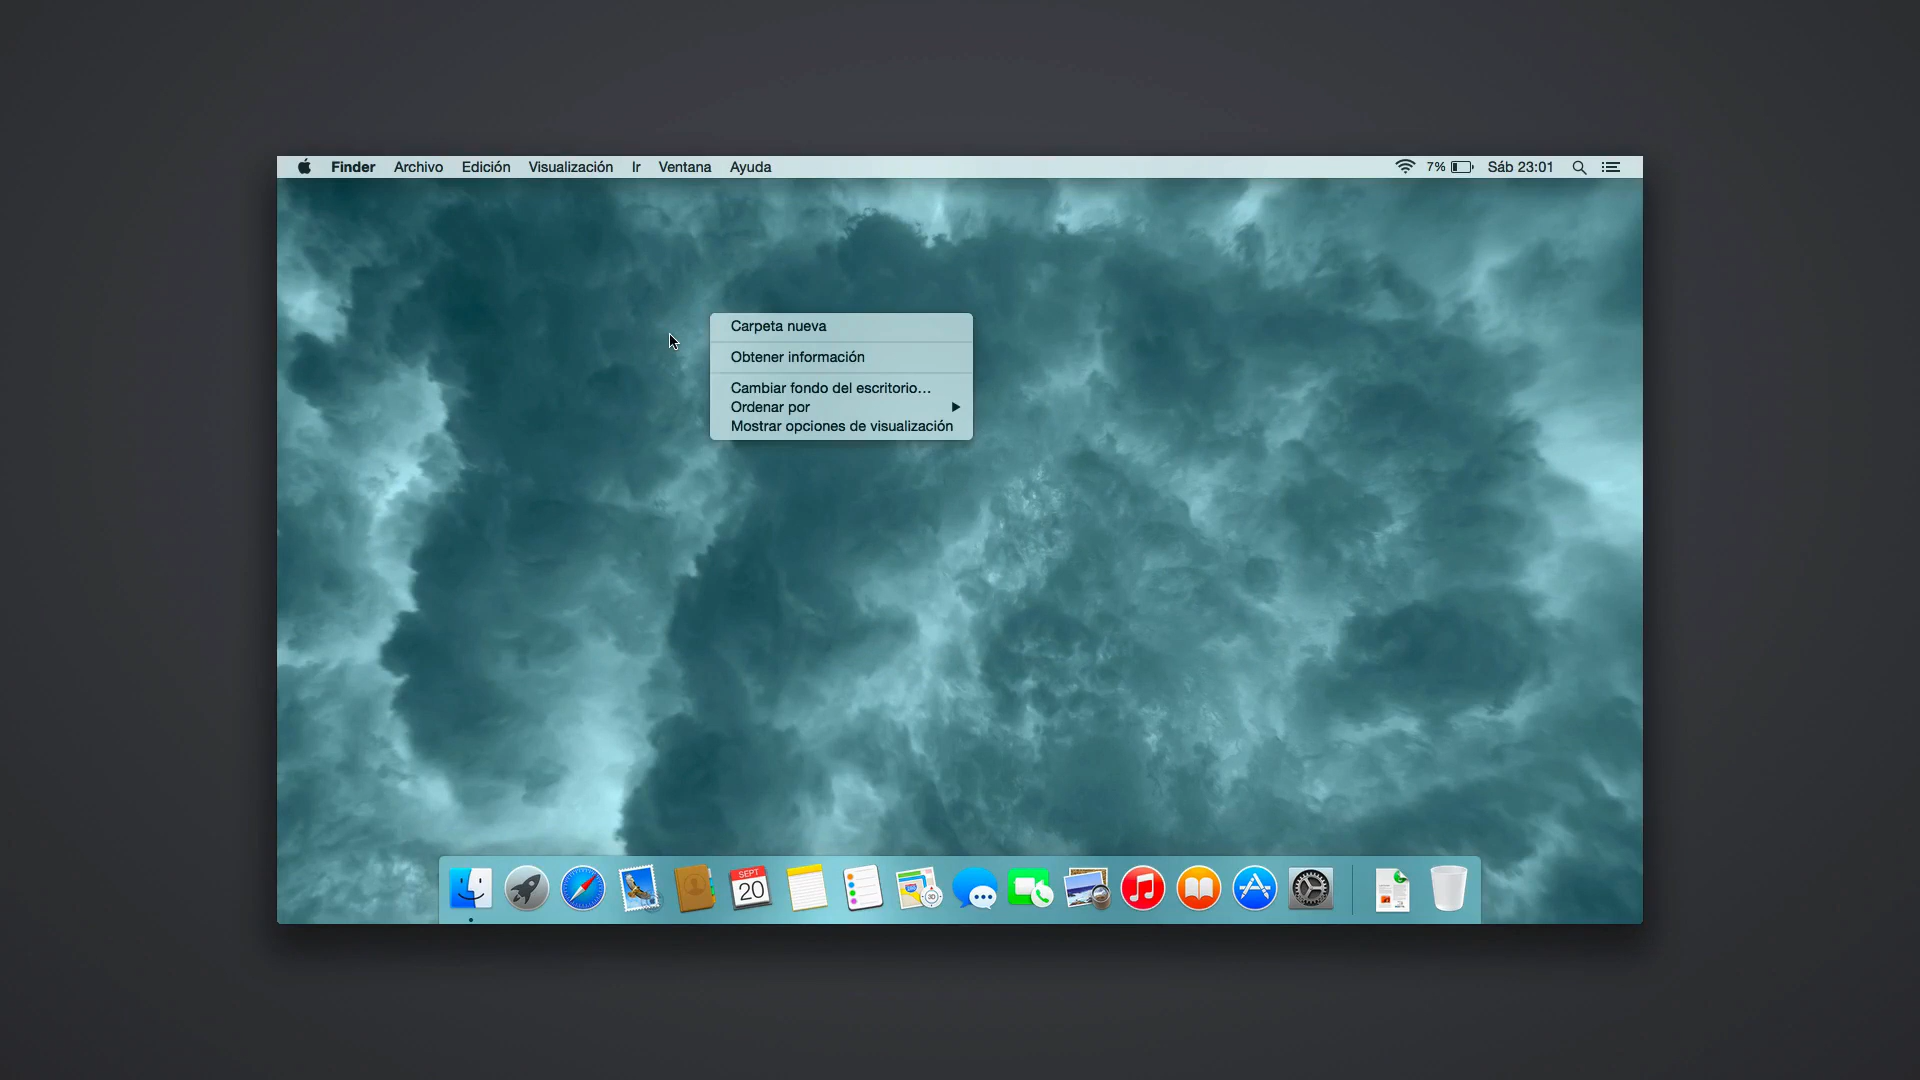 Finder Archivo Edición Visualización Ir Ventana Ayuda 7% Sáb 23:01
Carpeta nueva
Obtener información
Cambiar fondo del escritorio...
Ordenar por
Mostrar opciones de visualización
SEPT
20
3D